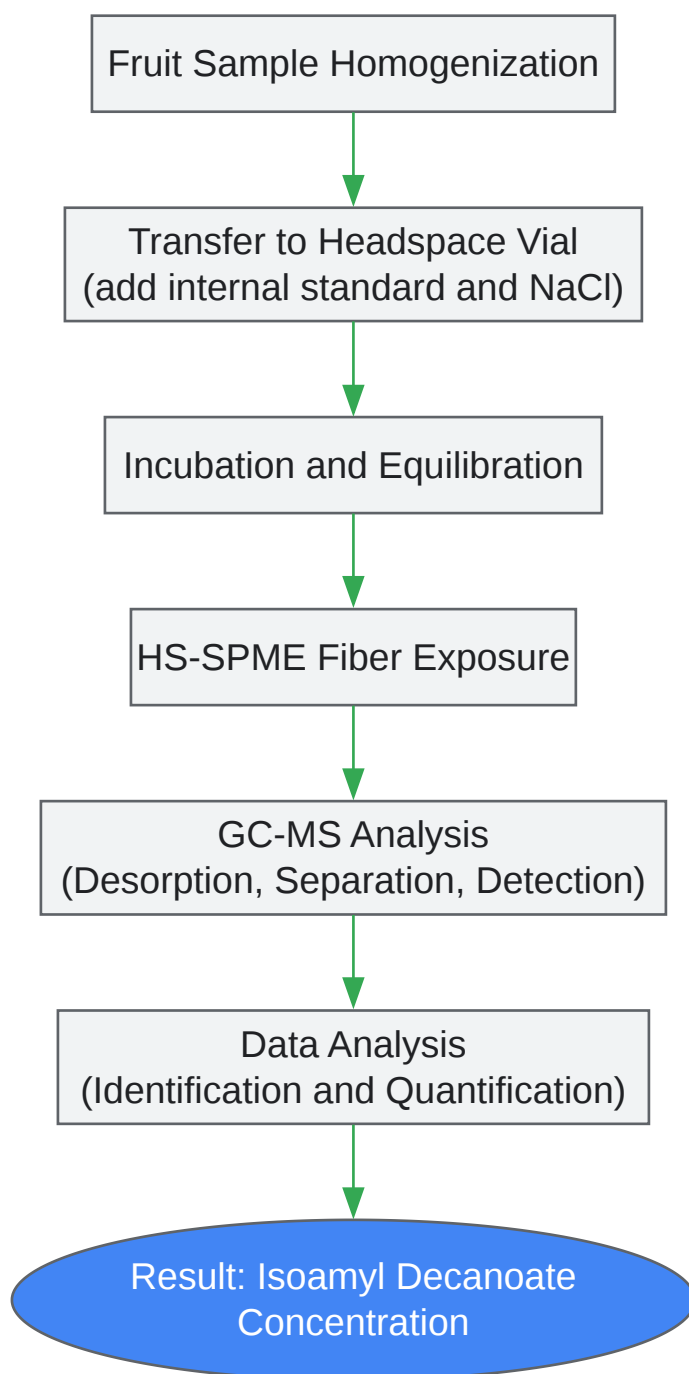 Fruit Sample Homogenization
Transfer to Headspace Vial
(add internal standard and NaCl)
Incubation and Equilibration
HS-SPME Fiber Exposure
GC-MS Analysis
(Desorption, Separation, Detection)
Data Analysis
(Identification and Quantification)
Result: Isoamyl Decanoate
Concentration